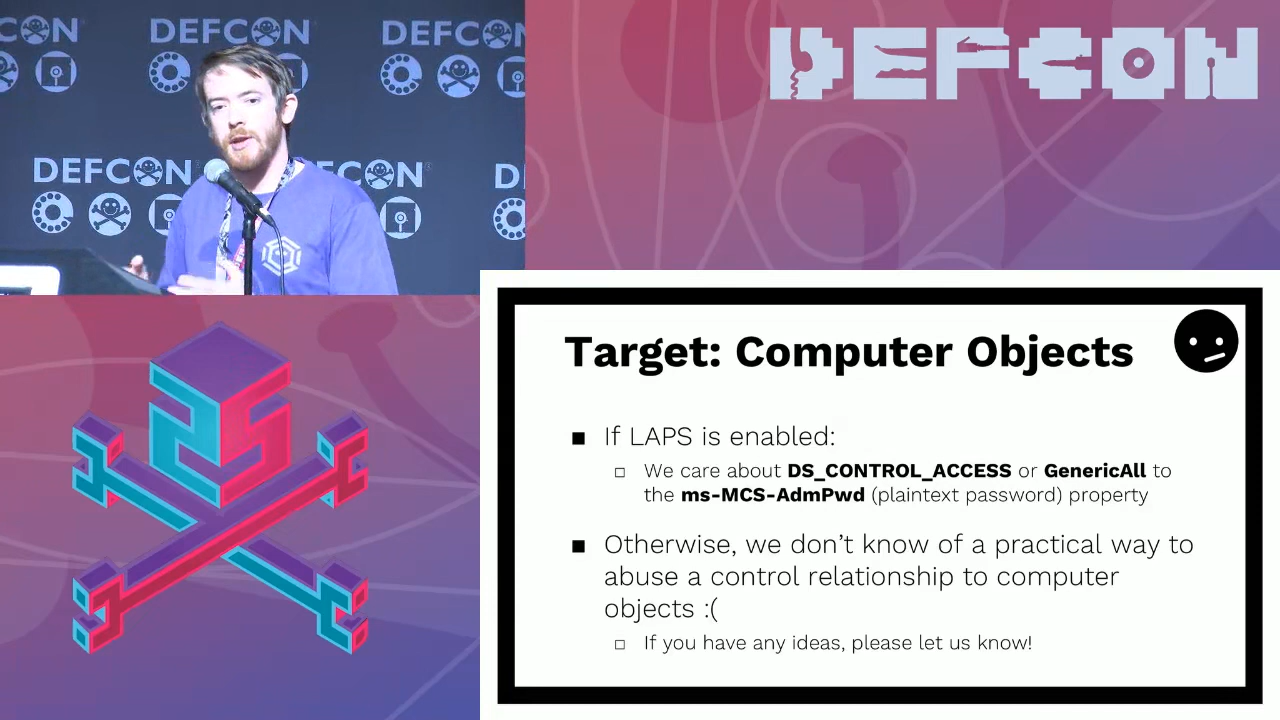 DEFCON
DEFCON
DEFCON
DEFCON
DEFCON
Target: Computer Objects
If LAPS is enabled:
We care about DS_CONTROL_ACCESS or GenericAll to
the ms-MCS-AdmPwd (plaintext password) property
Otherwise, we don't know of a practical way to
abuse a control relationship to computer
objects :(
If you have any ideas, please let us know!